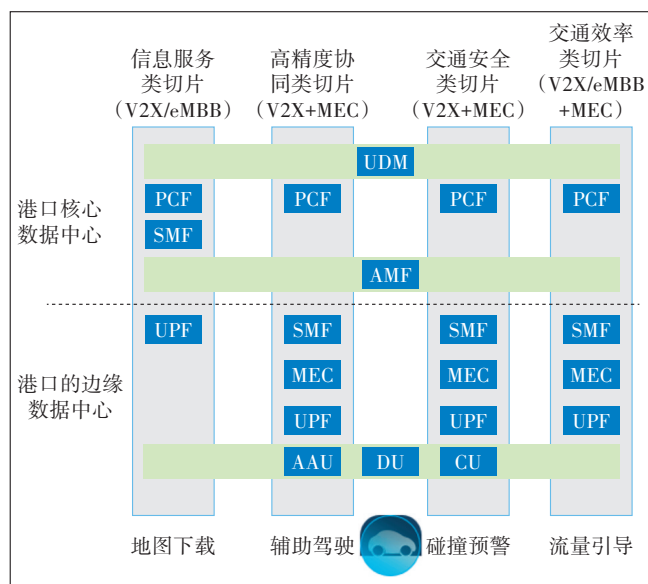 信息服务
类切片
（V2X/eMBB）
高精度协
同类切片
（V2X+MEC）
交通安全
类切片
（V2X+MEC）
交通效率
类切片
（V2X/eMBB
+MEC）
UDM
港口核心
数据中心
PCF PCF PCF PCF
SMF
AMF
港口的边缘
数据中心
UPF SMF SMF SMF
MEC MEC MEC
UPF UPF UPF
AAU DU CU
地图下载 辅助驾驶 碰撞预警 流量引导